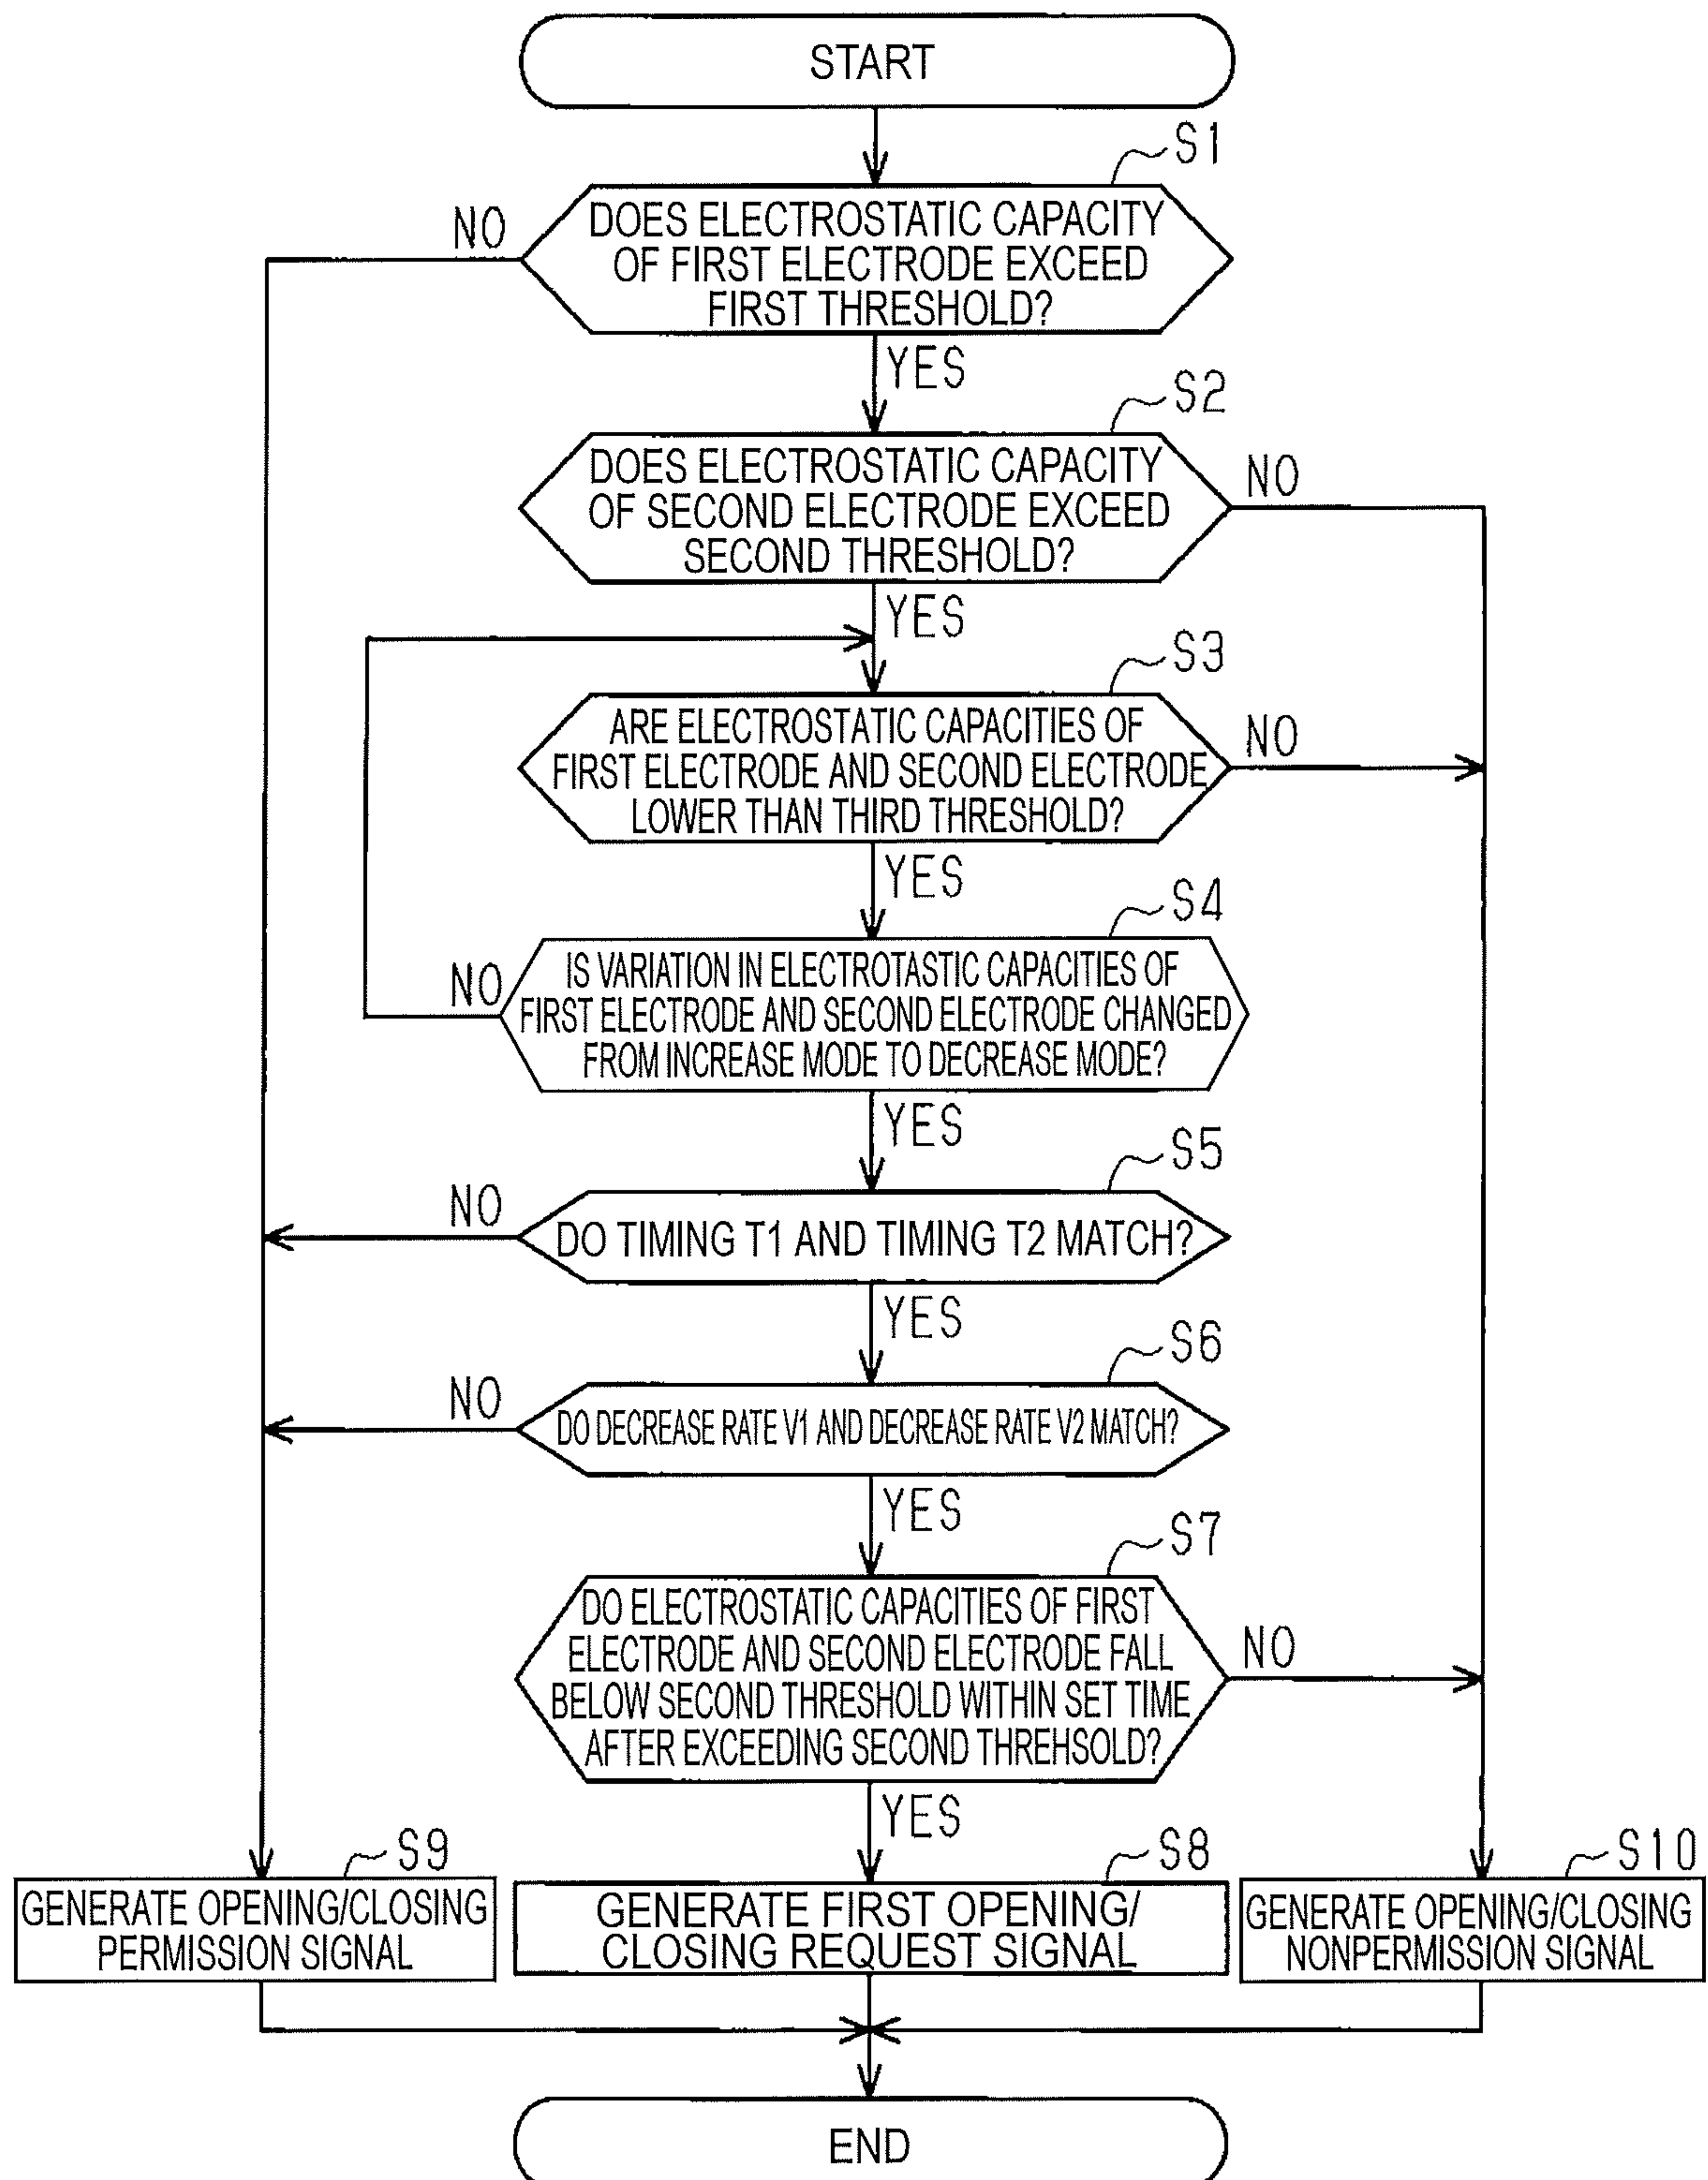 START
S1
NO
DOES ELECTROSTATIC CAPACITY
OF FIRST ELECTRODE EXCEED
FIRST THRESHOLD?
YES
S2
DOES ELECTROSTATIC CAPACITY
OF SECOND ELECTRODE EXCEED
SECOND THRESHOLD?
NO
YES
S3
ARE ELECTROSTATIC CAPACITIES OF
FIRST ELECTRODE AND SECOND ELECTRODE
LOWER THAN THIRD THRESHOLD?
NO
YES
S4
NO
IS VARIATION IN ELECTROTASTIC CAPACITIES OF
FIRST ELECTRODE AND SECOND ELECTRODE CHANGED
FROM INCREASE MODE TO DECREASE MODE?
YES
S5
NO
DO TIMING T1 AND TIMING T2 MATCH?
YES
S6
NO
DO DECREASE RATE V1 AND DECREASE RATE V2 MATCH?
YES
S7
DO ELECTROSTATIC CAPACITIES OF FIRST
ELECTRODE AND SECOND ELECTRODE FALL
BELOW SECOND THRESHOLD WITHIN SET TIME
AFTER EXCEEDING SECOND THREHSOLD?
NO
YES
S9
GENERATE OPENING/CLOSING
PERMISSION SIGNAL
S8
GENERATE FIRST OPENING/
CLOSING REQUEST SIGNAL
S10
GENERATE OPENING/CLOSING
NONPERMISSION SIGNAL
END